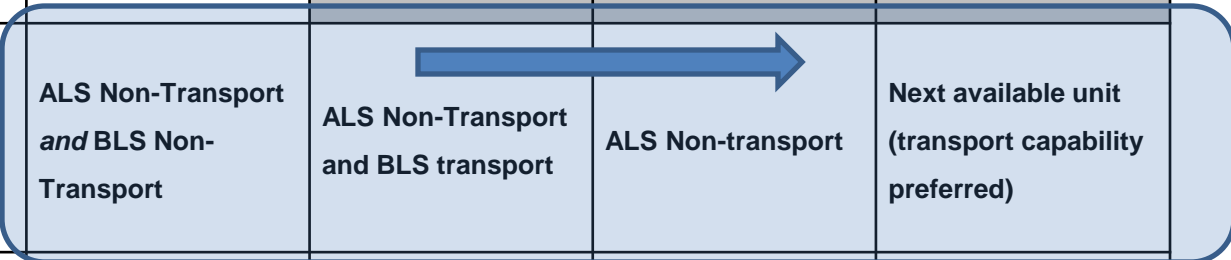 ALS Non-Transport
and BLS Non-
Transport
ALS Non-Transport
and BLS transport
ALS Non-transport
Next available unit
(transport capability
preferred)